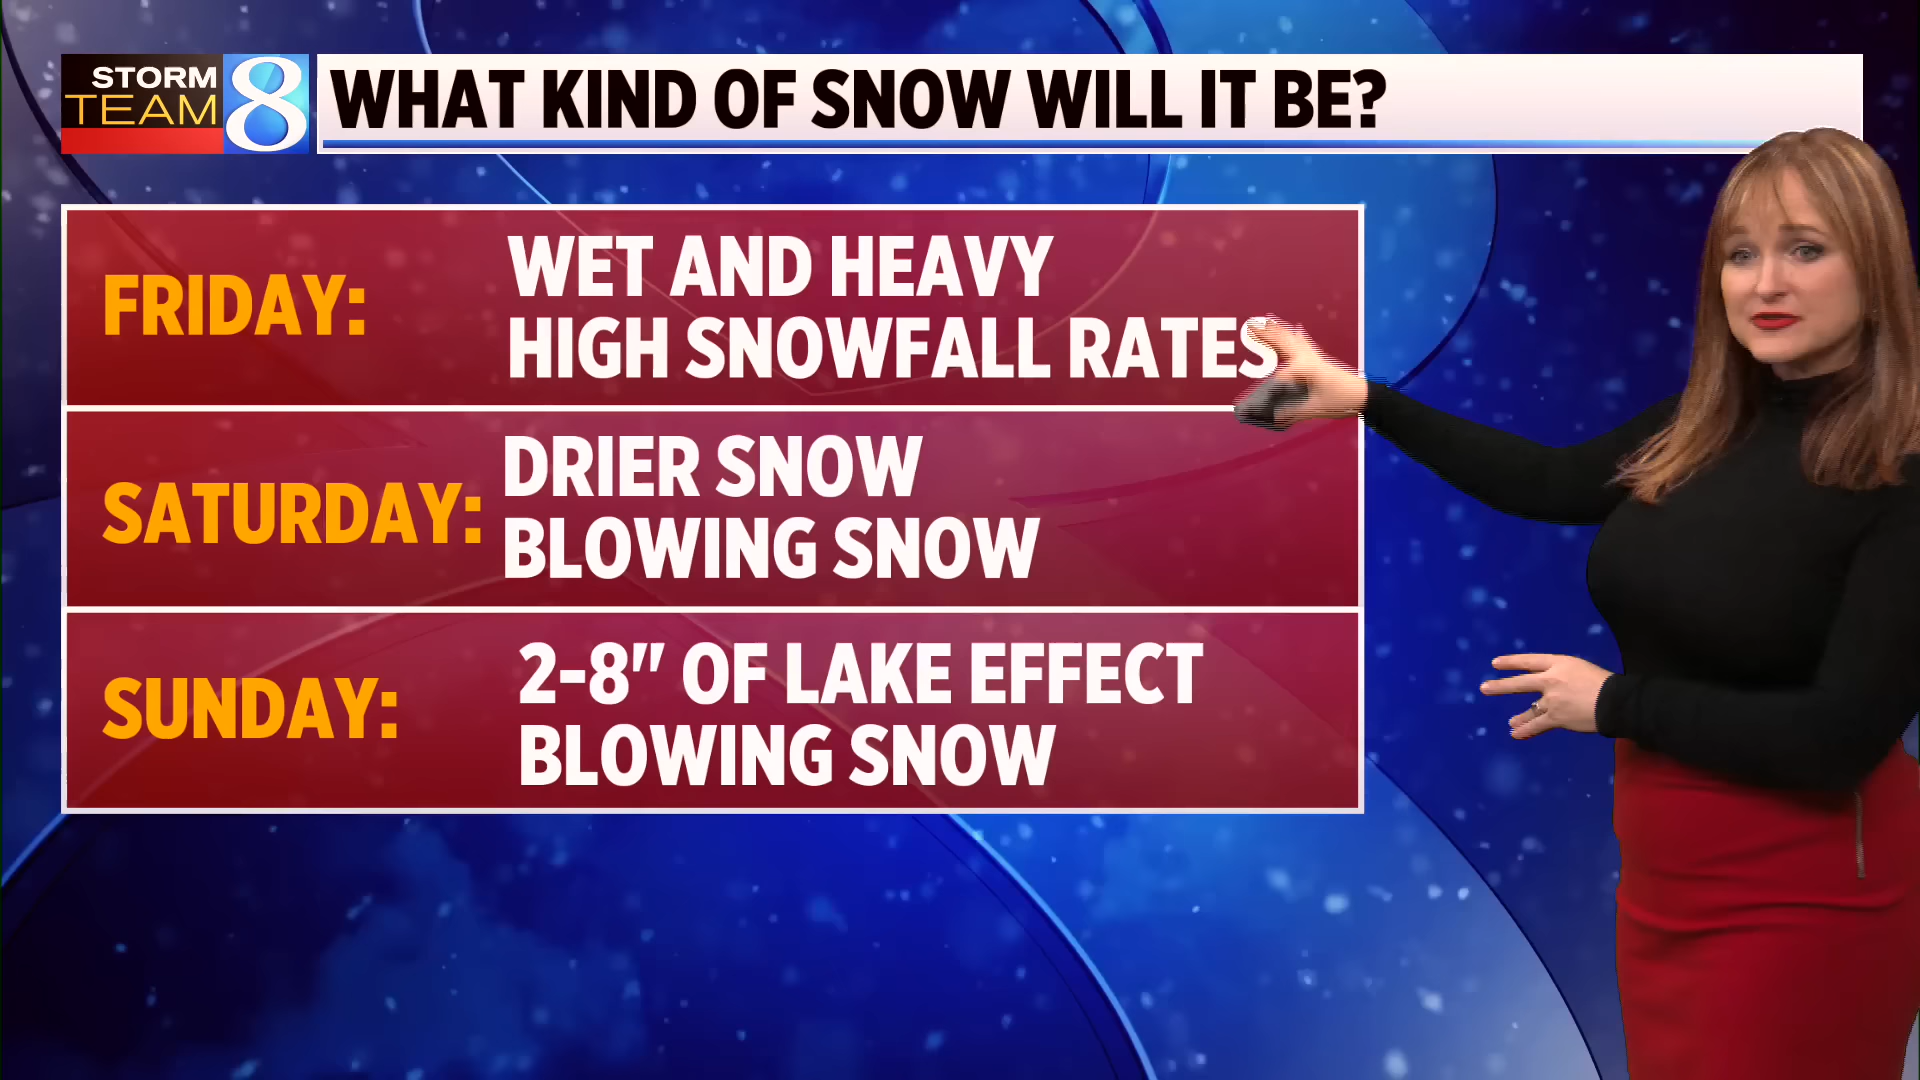 STORM
TEAM
8
WHAT KIND OF SNOW WILL IT BE?
FRIDAY:
WET AND HEAVY
HIGH SNOWFALL RATES
SATURDAY:
DRIER SNOW
BLOWING SNOW
SUNDAY:
2-8" OF LAKE EFFECT
BLOWING SNOW